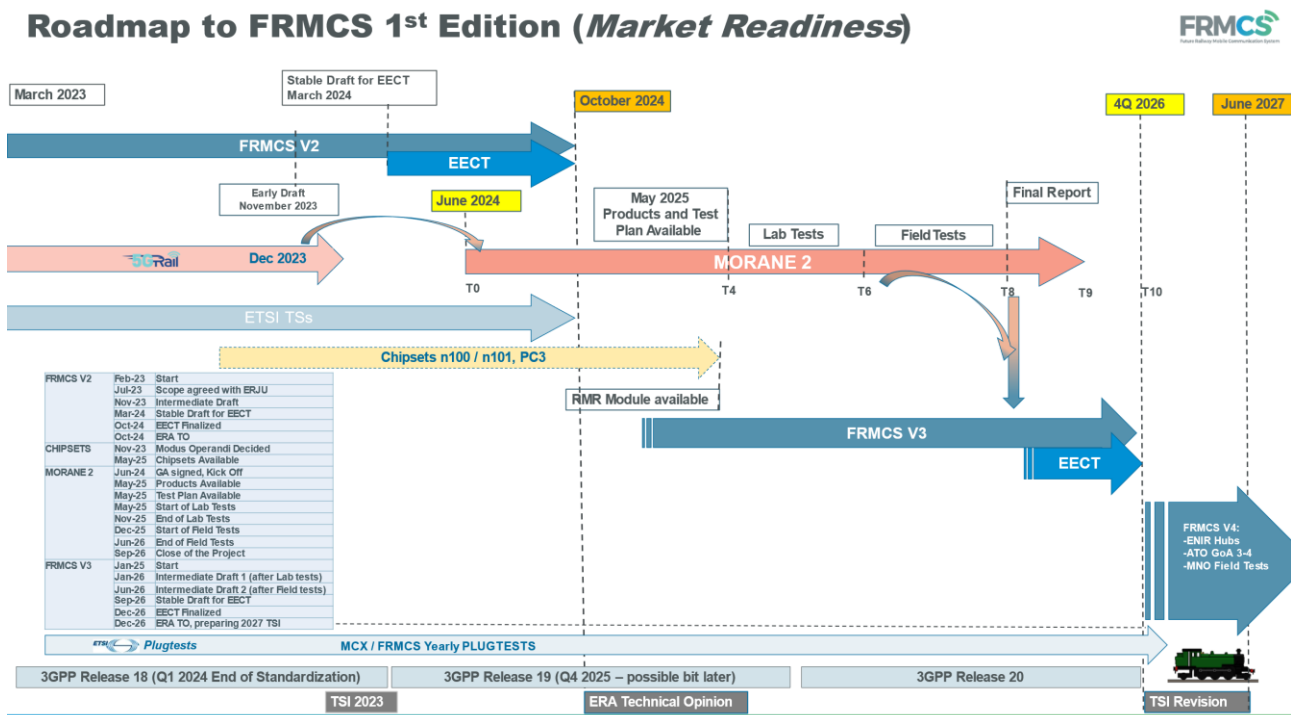 Roadmap to FRMCS 1st Edition (Market Readiness)
FRMCS
Future Railway Mobile Communication System
March 2023
Stable Draft for EECT
March 2024
October 2024
4Q 2026
June 2027
FRMCS V2
EECT
Early Draft
November 2023
June 2024
May 2025
Products and Test
Plan Available
Lab Tests
Field Tests
Final Report
5GRail
Dec 2023
MORANE 2
T0
T4
T6
T8
T9
T10
ETSI TSs
Chipsets n100 / n101, PC3
RMR Module available
FRMCS V3
EECT
FRMCS V2 Feb-23 Start
Jul-23 Scope agreed with ERJU
Nov-23 Intermediate Draft
Mar-24 Stable Draft for EECT
Oct-24 EECT Finalized
Oct-24 ERA TO
CHIPSETS Nov-23 Modus Operandi Decided
May-25 Chipsets Available
MORANE 2 Jun-24 GA signed, Kick Off
May-25 Products Available
May-25 Test Plan Available
May-25 Start of Lab Tests
Nov-25 End of Lab Tests
Dec-25 Start of Field Tests
Jun-26 End of Field Tests
Sep-26 Close of the Project
FRMCS V3 Jan-25 Start
Jan-26 Intermediate Draft 1 (after Lab tests)
Jun-26 Intermediate Draft 2 (after Field tests)
Sep-26 Stable Draft for EECT
Dec-26 EECT Finalized
Dec-26 ERA TO, preparing 2027 TSI
FRMCS V4:
-ENIR Hubs
-ATO GoA 3-4
-MNO Field Tests
ETSI Plugtests
MCX / FRMCS Yearly PLUGTESTS
3GPP Release 18 (Q1 2024 End of Standardization)
3GPP Release 19 (Q4 2025 – possible bit later)
3GPP Release 20
TSI 2023
ERA Technical Opinion
TSI Revision